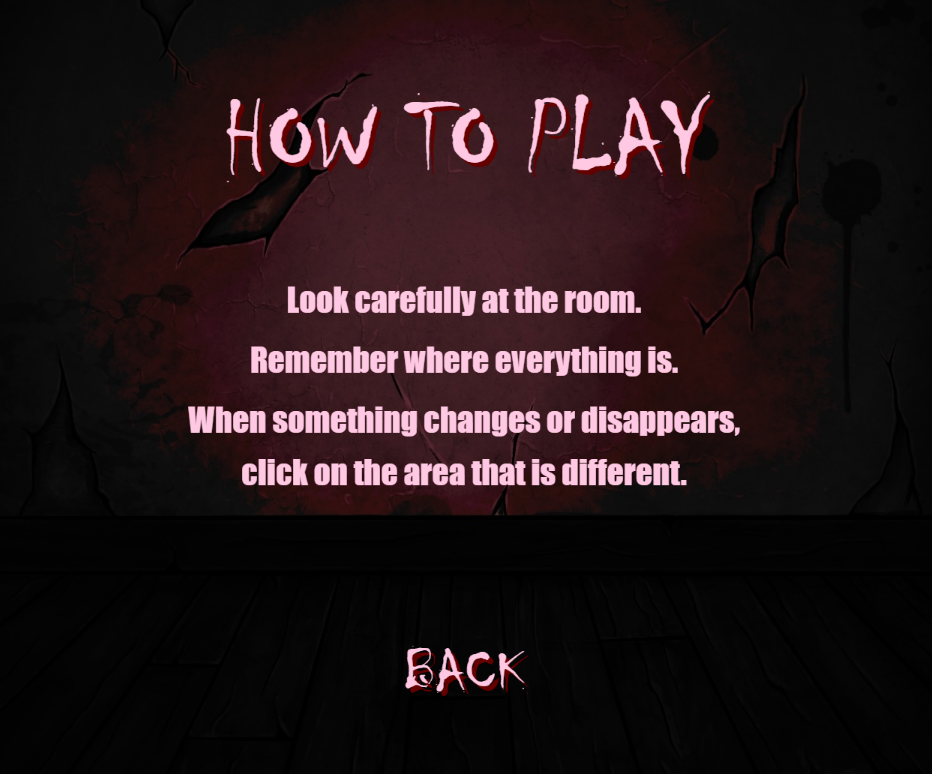 How To Play
Look carefully at the room.
Remember where everything is.
When something changes or disappears,
click on the area that is different.
Back